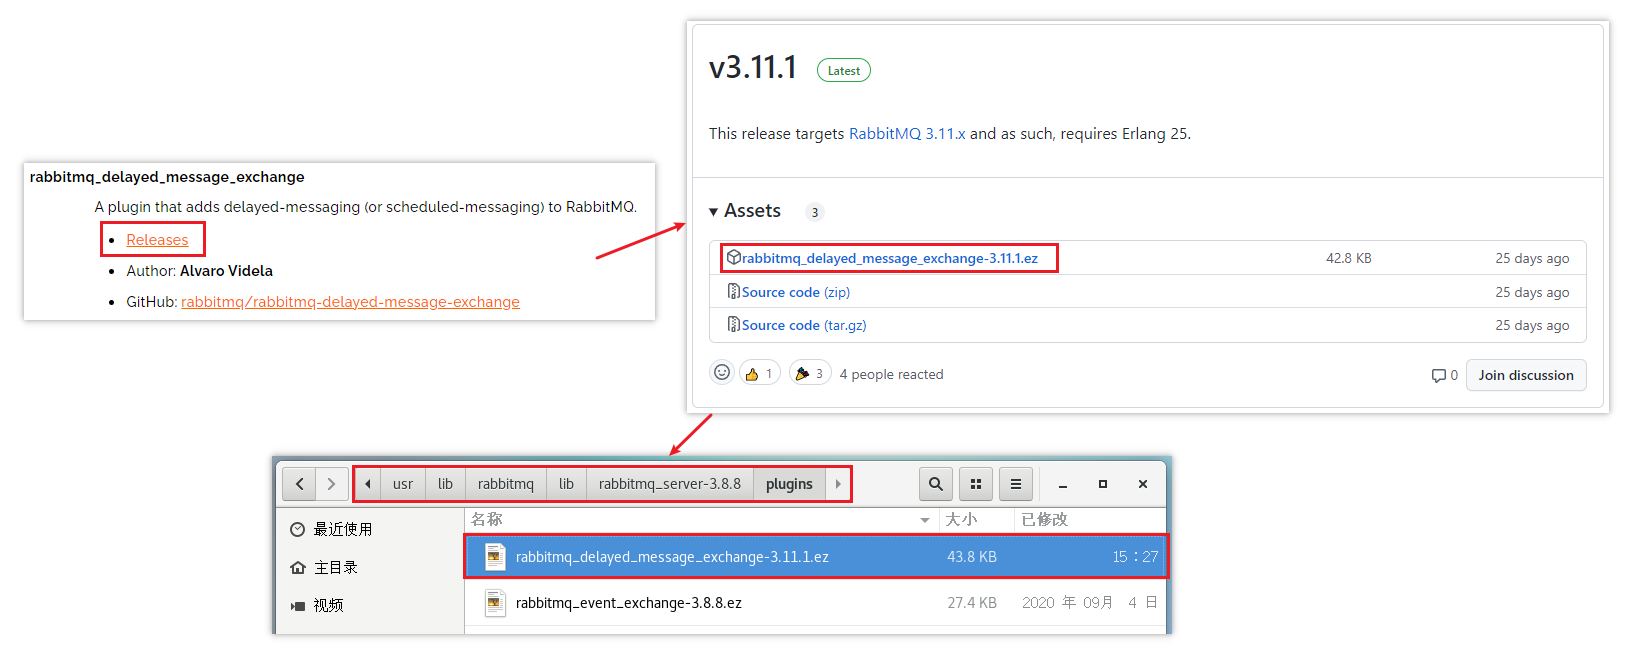 rabbitmq_delayed_message_exchange
A plugin that adds delayed-messaging (or scheduled-messaging) to RabbitMQ.
Releases
Author: Alvaro Videla
GitHub: rabbitmq/rabbitmq-delayed-message-exchange
v3.11.1 Latest
This release targets RabbitMQ 3.11.x and as such, requires Erlang 25.
Assets 3
rabbitmq_delayed_message_exchange-3.11.1.ez 42.8 KB 25 days ago
Source code (zip) 25 days ago
Source code (tar.gz) 25 days ago
1 3 4 people reacted 0 Join discussion
usr lib rabbitmq lib rabbitmq_server-3.8.8 plugins
名称 大小 已修改
最近使用
主目录
视频
rabbitmq_delayed_message_exchange-3.11.1.ez 43.8 KB 15：27
rabbitmq_event_exchange-3.8.8.ez 27.4 KB 2020 年 09月 4 日